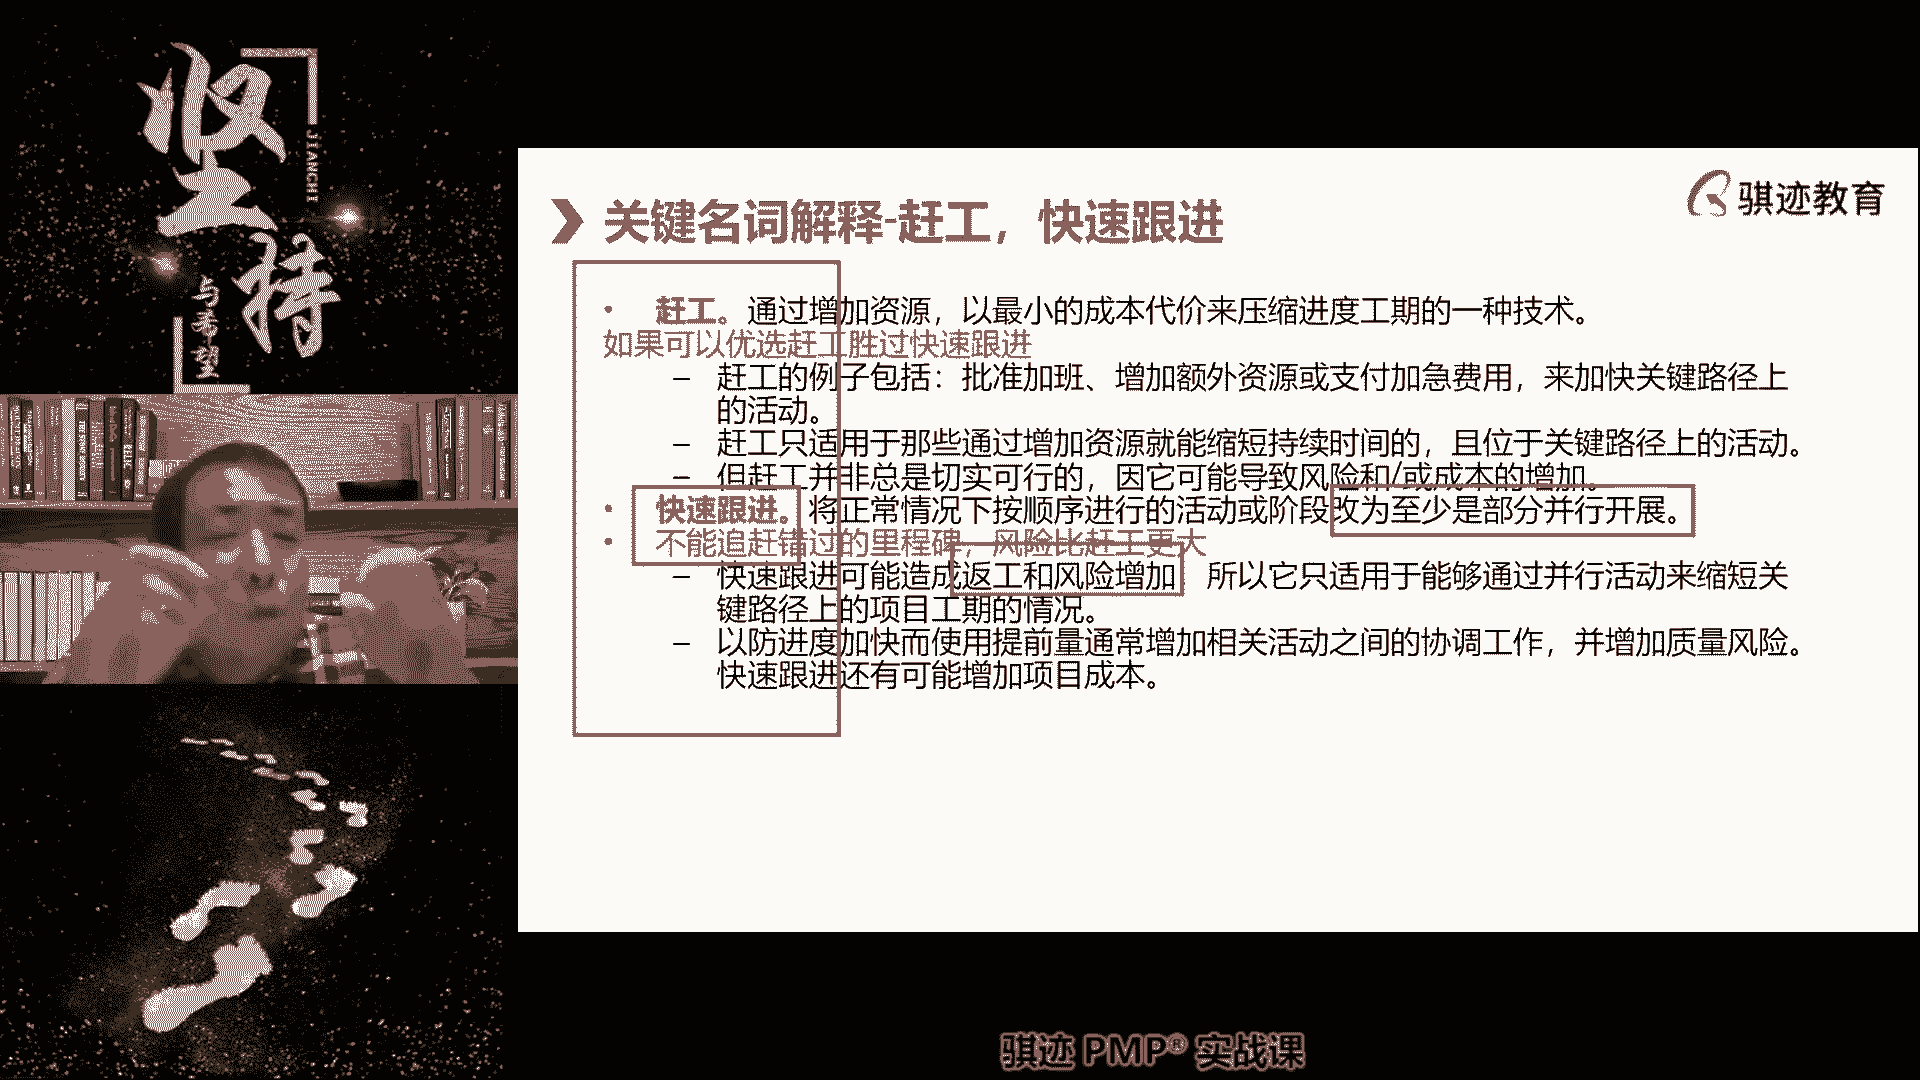 坚持
JIANCHI
与希望
骐迹教育
关键名词解释-赶工，快速跟进
• 赶工。通过增加资源，以最小的成本代价来压缩进度工期的一种技术。
如果可以优选赶工胜过快速跟进
– 赶工的例子包括：批准加班、增加额外资源或支付加急费用，来加快关键路径上
的活动。
– 赶工只适用于那些通过增加资源就能缩短持续时间的，且位于关键路径上的活动。
– 但赶工并非总是切实可行的，因它可能导致风险和/或成本的增加。
• 快速跟进。将正常情况下按顺序进行的活动或阶段改为至少是部分并行开展。
• 不能追赶错过的里程碑，风险比赶工更大
– 快速跟进可能造成返工和风险增加 所以它只适用于能够通过并行活动来缩短关
键路径上的项目工期的情况。
– 以防进度加快而使用提前量通常增加相关活动之间的协调工作，并增加质量风险。
快速跟进还有可能增加项目成本。
骐迹 PMP® 实战课